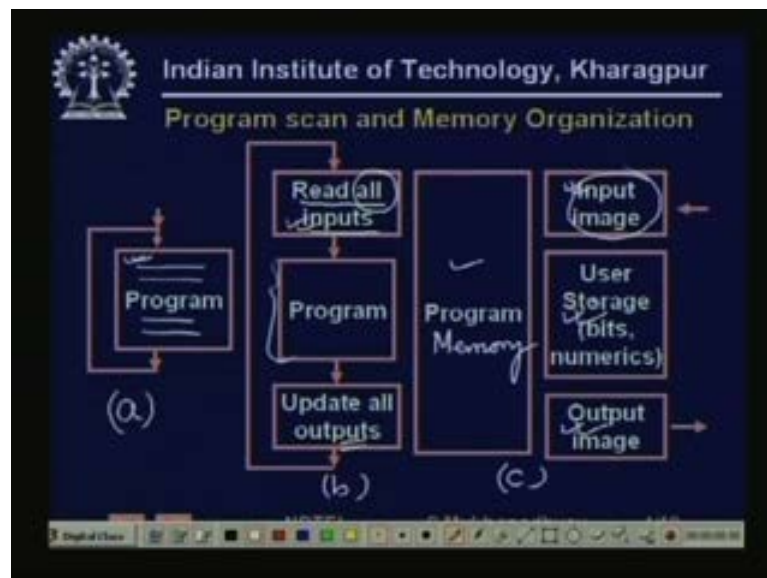 Indian Institute of Technology, Kharagpur
Program scan and Memory Organization
Program
(a)
Read all
inputs
Program
Update all
outputs
(b)
Program
Memory
(c)
Input
image
User
Storage
(bits,
numerics)
Output
image